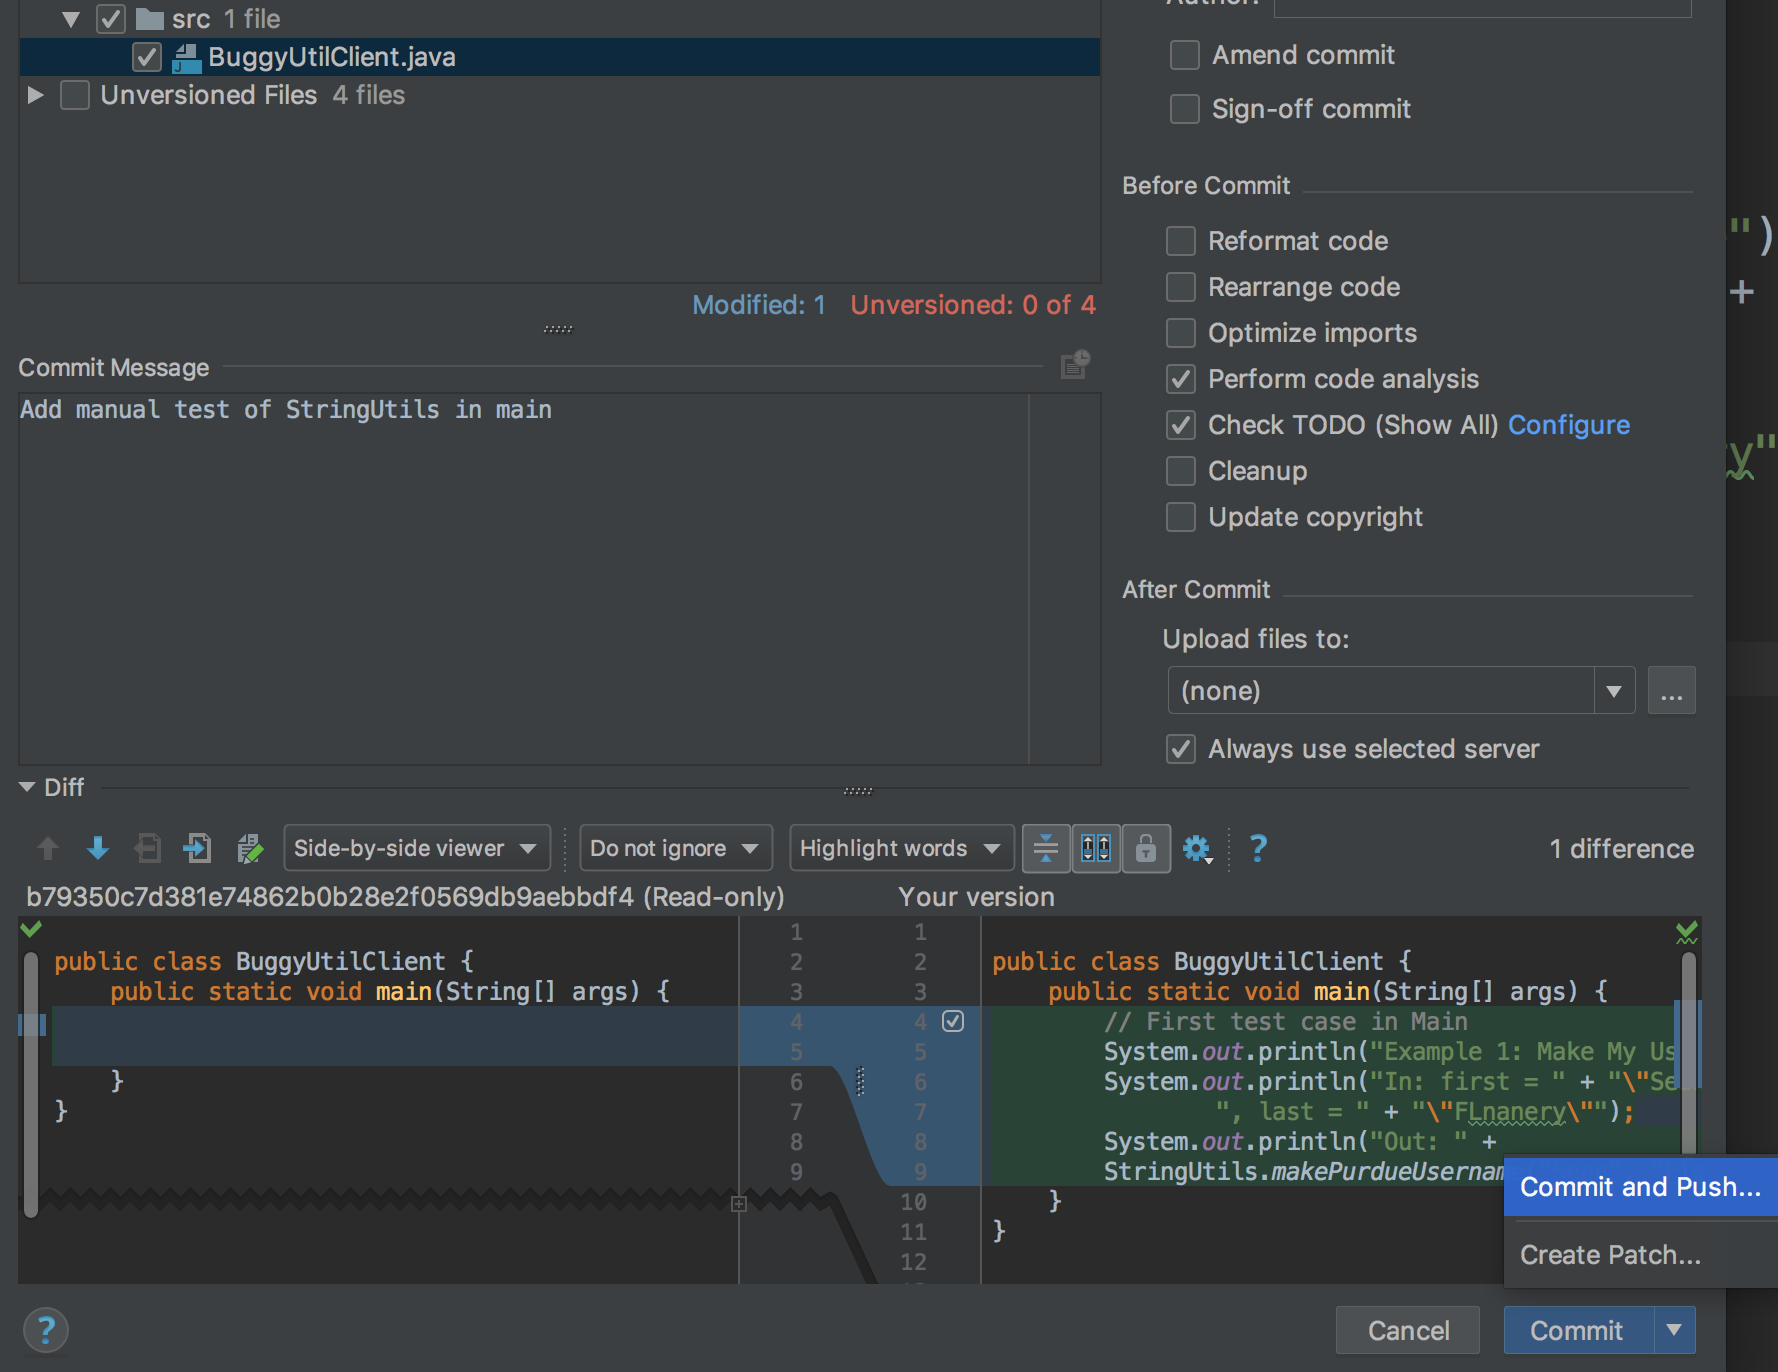 Author:
src 1 file
BuggyUtilClient.java
Unversioned Files 4 files
Modified: 1 Unversioned: 0 of 4
Commit Message
Add manual test of StringUtils in main
Amend commit
Sign-off commit
Before Commit
Reformat code
Rearrange code
Optimize imports
Perform code analysis
Check TODO (Show All) Configure
Cleanup
Update copyright
After Commit
Upload files to:
(none)
...
Always use selected server
")
+
y"
Diff
Side-by-side viewer Do not ignore Highlight words ? 1 difference
b79350c7d381e74862b0b28e2f0569db9aebbdf4 (Read-only) Your version
1 1
public class BuggyUtilClient { 2 2 public class BuggyUtilClient {
public static void main(String[] args) { 3 3 public static void main(String[] args) {
4 4 // First test case in Main
5 5 System.out.println("Example 1: Make My Us
} 6 6 System.out.println("In: first = " + "\"Se
} 7 7 ", last = " + "\"FLnanery\"");
8 8 System.out.println("Out: " +
9 9 StringUtils.makePurdueUsernam
10 }
11 }
12
Commit and Push...
Create Patch...
? Cancel Commit